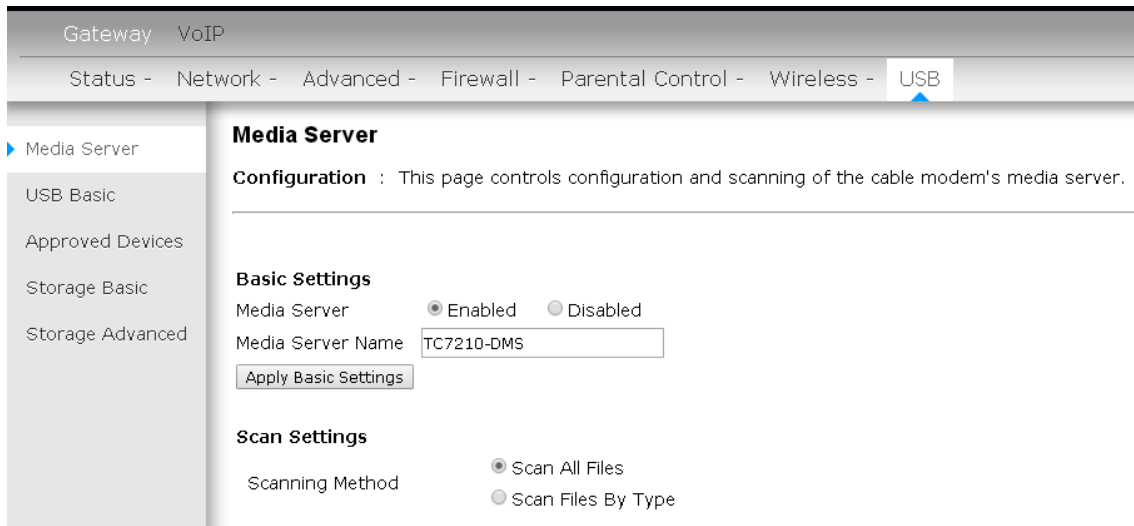 Gateway VoIP
Status - Network - Advanced - Firewall - Parental Control - Wireless - USB
Media Server
USB Basic
Approved Devices
Storage Basic
Storage Advanced
Media Server
Configuration : This page controls configuration and scanning of the cable modem's media server.
Basic Settings
Media Server Enabled Disabled
Media Server Name TC7210-DMS
Apply Basic Settings
Scan Settings
Scanning Method
Scan All Files
Scan Files By Type